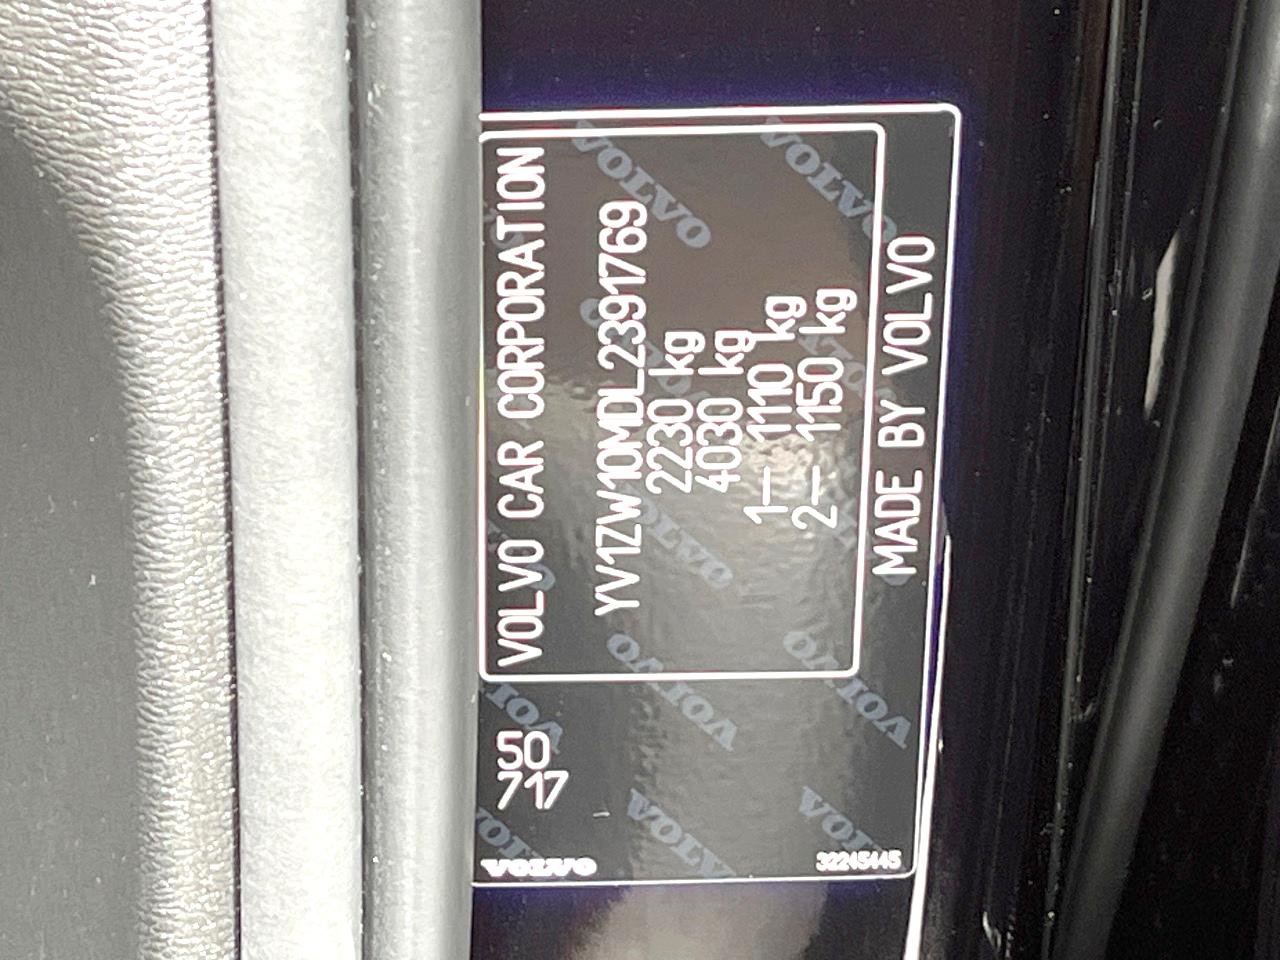 VOLVO CAR CORPORATION
YV1ZW10MDL2391769
2230 kg
4030 kg
1— 1110 kg
2— 1150 kg
MADE BY VOLVO
50
717
VOLVO
32245445